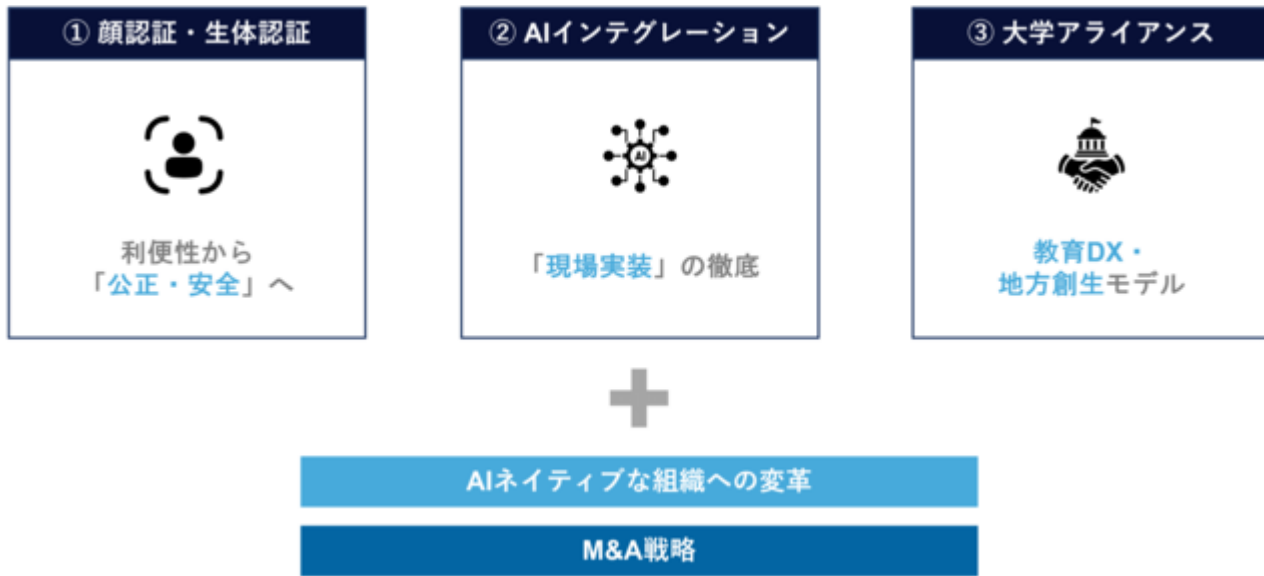 ① 顔認証・生体認証
利便性から
「公正・安全」へ
② AIインテグレーション
AI
「現場実装」の徹底
③ 大学アライアンス
教育DX・
地方創生モデル
AIネイティブな組織への変革
M&A戦略